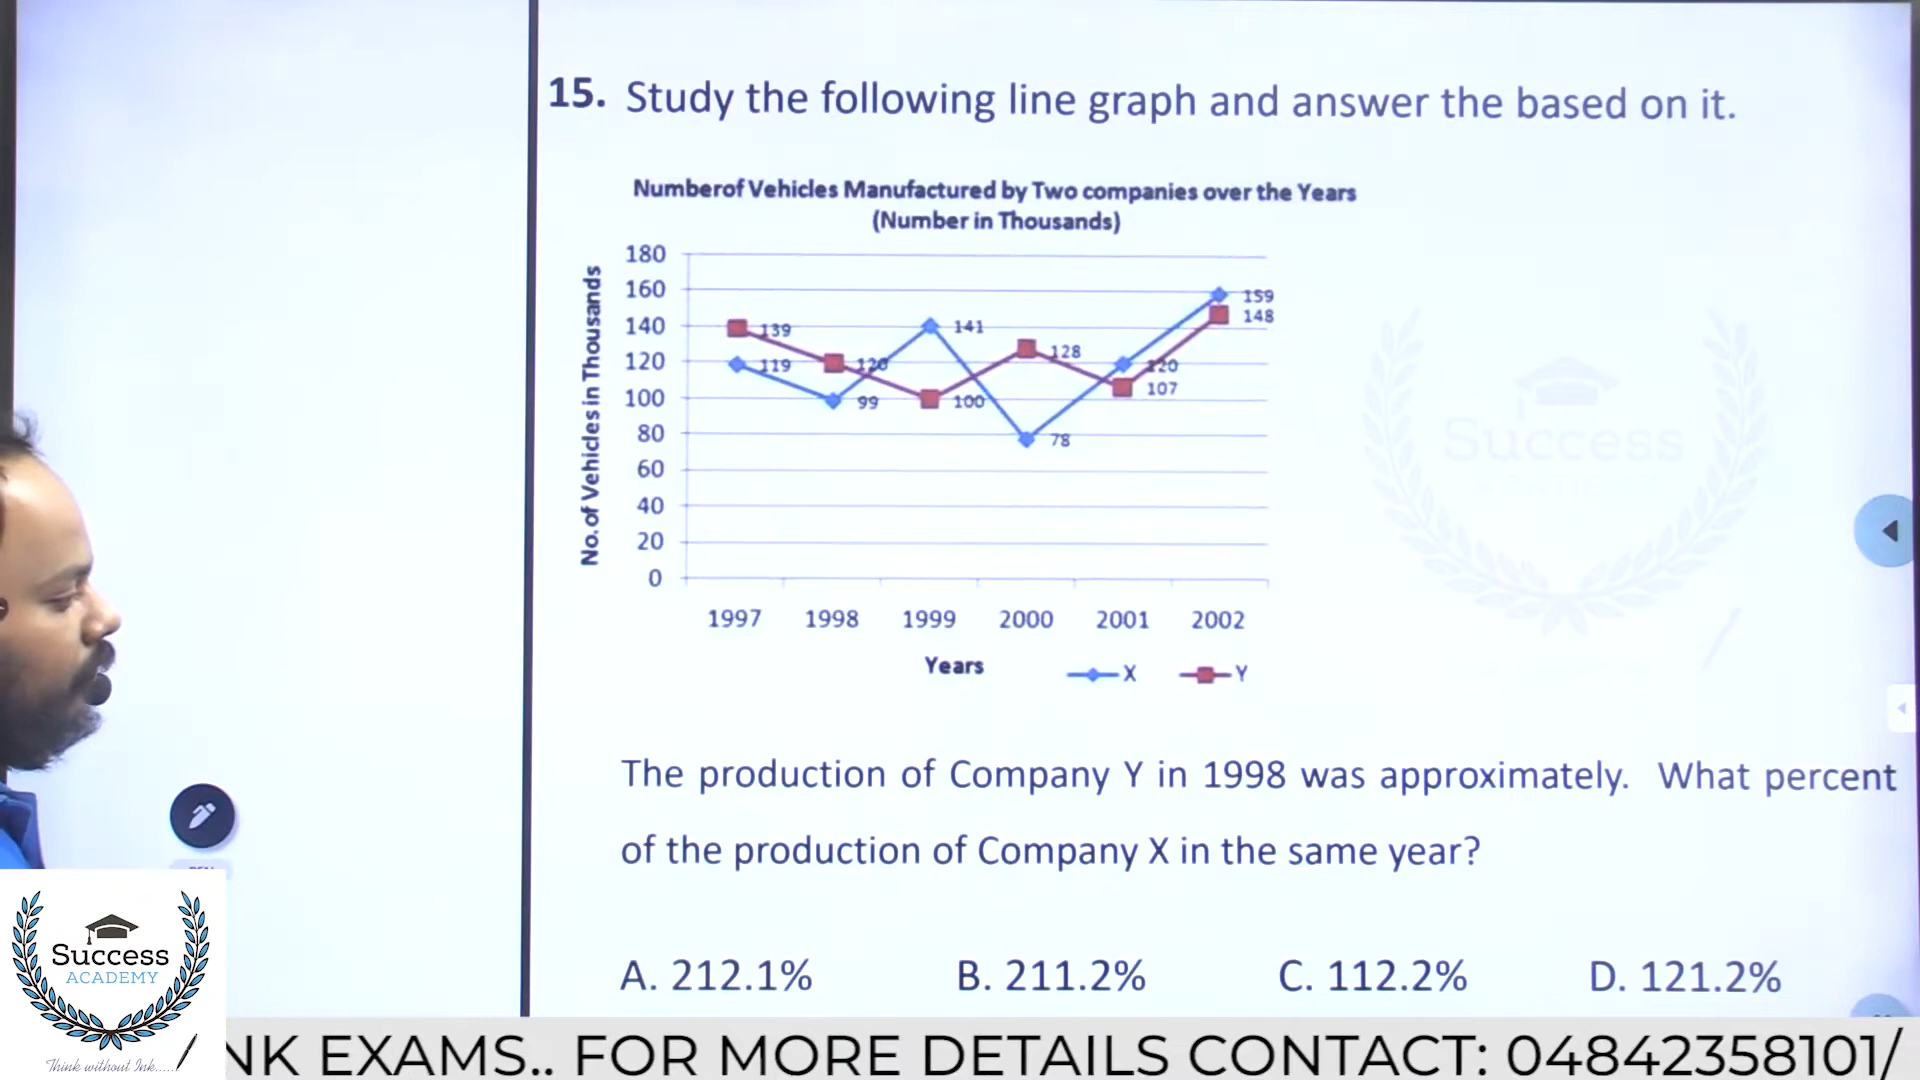 15. Study the following line graph and answer the based on it.
Numberof Vehicles Manufactured by Two companies over the Years
(Number in Thousands)
No.of Vehicles in Thousands
180
160
140
120
100
80
60
40
20
0
139
119
120
99
141
100
128
78
120
107
159
148
1997 1998 1999 2000 2001 2002
Years
X Y
Success
The production of Company Y in 1998 was approximately. What percent
of the production of Company X in the same year?
A. 212.1% B. 211.2% C. 112.2% D. 121.2%
Success
ACADEMY
Think without Ink.....
NK EXAMS.. FOR MORE DETAILS CONTACT: 04842358101/